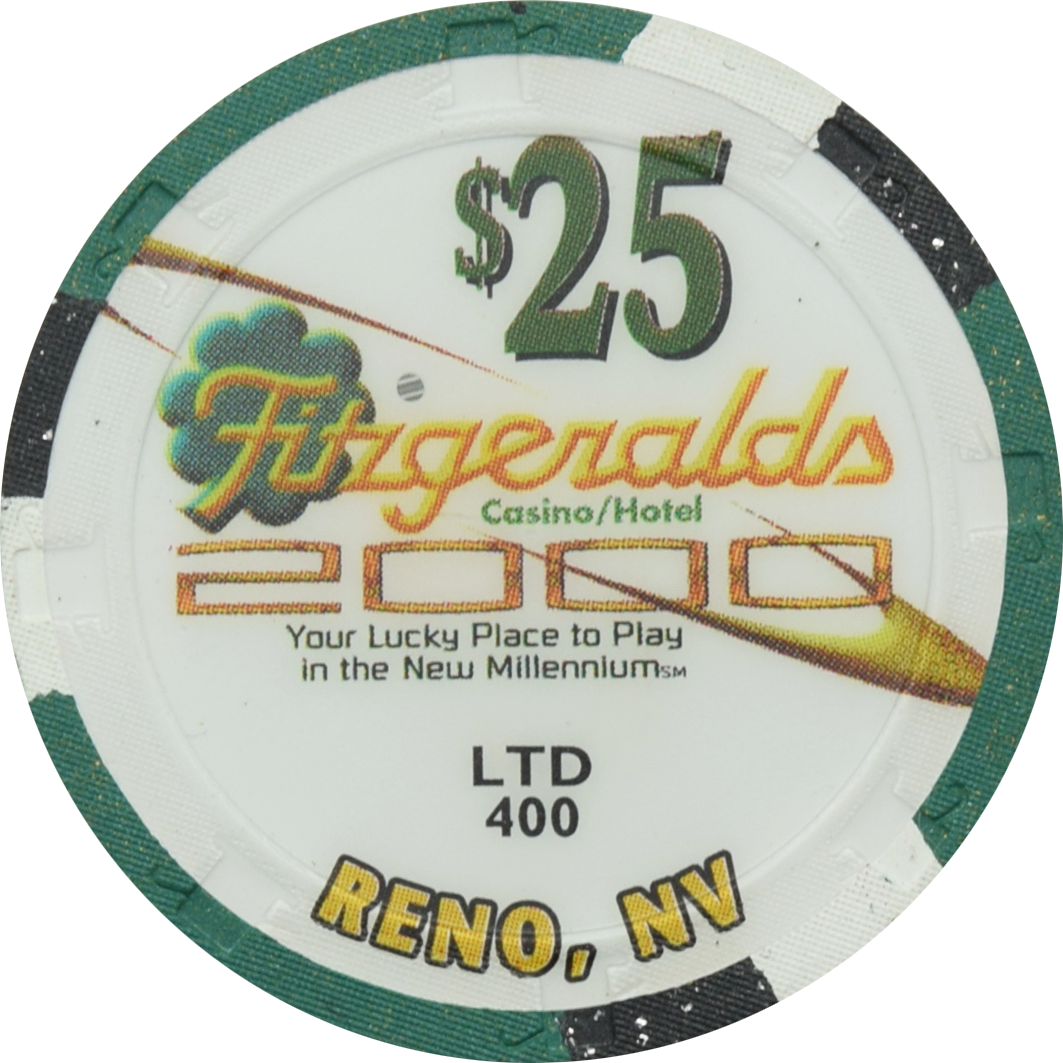 $25
Fitzgeralds
Casino/Hotel
2000
Your Lucky Place to Play
in the New Millennium℠
LTD
400
RENO, NV